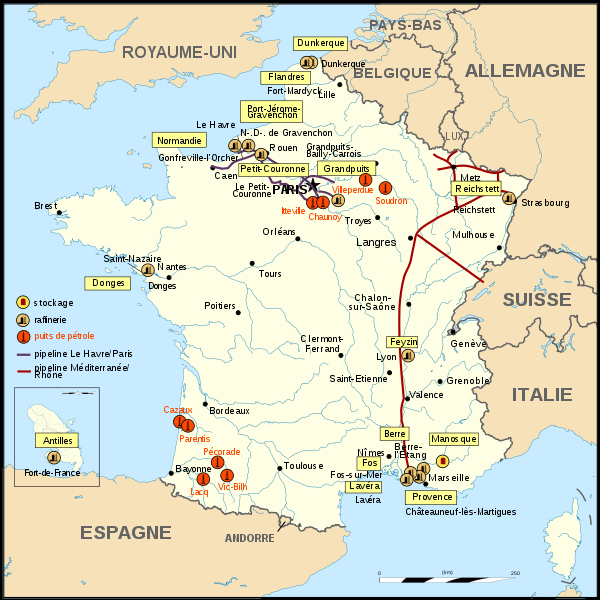 ROYAUME-UNI
PAYS-BAS
BELGIQUE
ALLEMAGNE
LUX.
Dunkerque
Dunkerque
Flandres
Fort-Mardyck
Lille
Port-Jérome-
Gravenchon
Le Havre
N.-D.-de Gravenchon
Normandie
Rouen
Grandpuits-
Bailly-Carrois
Gonfreville-l'Orcher
Petit-Couronne
Grandpuits
Caen
Le Petit-
Couronne
PARIS
Villeperdue
Metz
Reichstett
Soudron
Strasbourg
Itteville
Chaunoy
Reichstett
Brest
Troyes
Orléans
Langres
Mulhouse
Saint-Nazaire
Nantes
Tours
Donges
Donges
SUISSE
stockage
Poitiers
Chalon-
sur-Saône
raffinerie
puits de pétrole
Clermont-
Ferrand
Feyzin
Genève
pipeline Le Havre/Paris
Lyon
pipeline Méditerranée/
Rhône
Saint-Etienne
Grenoble
ITALIE
Valence
Cazaux
Bordeaux
Parentis
Antilles
Berre
Manosque
Pécorade
Nîmes
Berre-
l'Étang
Fort-de-France
Bayonne
Toulouse
Fos
Fos-sur-Mer
Marseille
Lacq
Vic-Bilh
Lavéra
Lavéra
Provence
Châteauneuf-lès-Martigues
ESPAGNE
ANDORRE
(km)
0
250